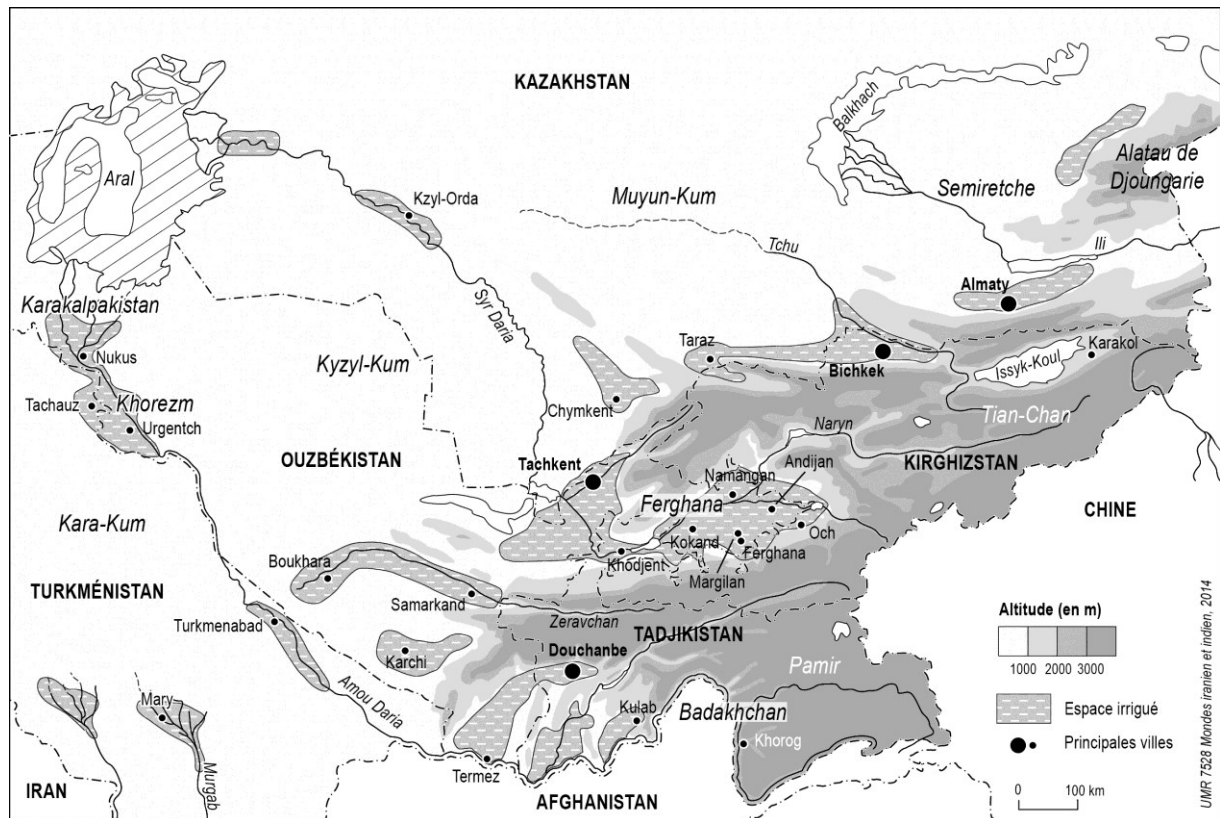 KAZAKHSTAN
Balkhach
Alatau de
Djoungarie
Aral
Semiretche
Kzyl-Orda
Muyun-Kum
Tchu
Ili
Karakalpakistan
Almaty
Syr Daria
Nukus
Kyzyl-Kum
Taraz
Bichkek
Issyk-Koul
Karakol
Tachauz
Khorezm
Urgentch
Chymkent
Tian-Chan
Naryn
OUZBÉKISTAN
Tachkent
Andijan
KIRGHIZSTAN
Namangan
Ferghana
CHINE
Kara-Kum
Kokand
Och
Khodjent
Ferghana
Margilan
Boukhara
TURKMÉNISTAN
Samarkand
Zeravchan
TADJIKISTAN
Turkmenabad
Douchanbe
Karchi
Pamir
Amou Daria
Mary
Kulab
Badakhchan
Khorog
Murgab
Termez
IRAN
AFGHANISTAN
Altitude (en m)
1000 2000 3000
Espace irrigué
Principales villes
0 100 km
UMR 7528 Mondes iranien et indien, 2014